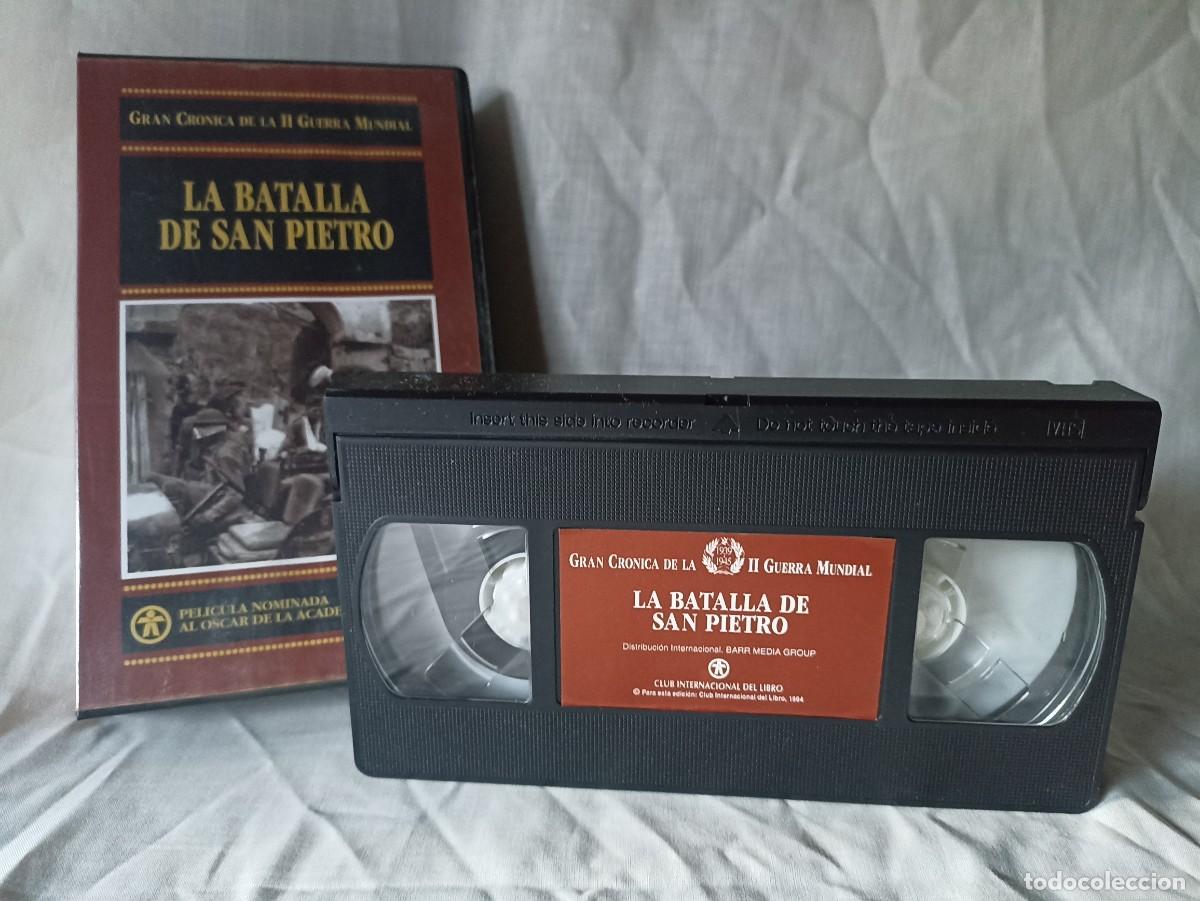 GRAN CRONICA DE LA II GUERRA MUNDIAL
LA BATALLA
DE SAN PIETRO
PELICULA NOMINADA
AL OSCAR DE LA ACADE
Insert this side into recorder
Do not touch the tape inside
VHS
GRAN CRONICA DE LA 1939 1945 II GUERRA MUNDIAL
LA BATALLA DE
SAN PIETRO
Distribución Internacional. BARR MEDIA GROUP
CLUB INTERNACIONAL DEL LIBRO
© Para esta edición: Club Internacional del Libro, 1994
todocoleccion